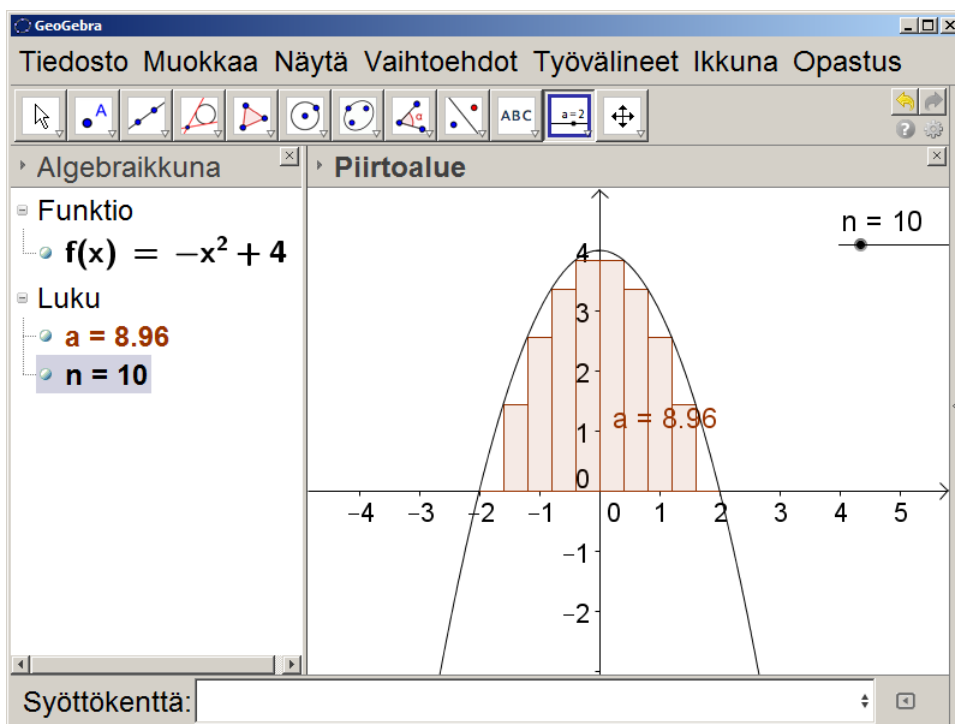 GeoGebra
Tiedosto Muokkaa Näytä Vaihtoehdot Työvälineet Ikkuna Opastus
A α ABC a=2 ?
Algebraikkuna
Piirtoalue
Funktio
f(x) = −x² + 4
Luku
a = 8.96
n = 10
n = 10
4
3
2
1
0
a = 8.96
−4 −3 −2 −1 0 1 2 3 4 5
−1
−2
Syöttökenttä: